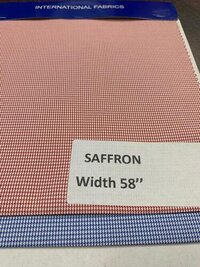 INTERNATIONAL FABRICS
SAFFRON
Width 58’’